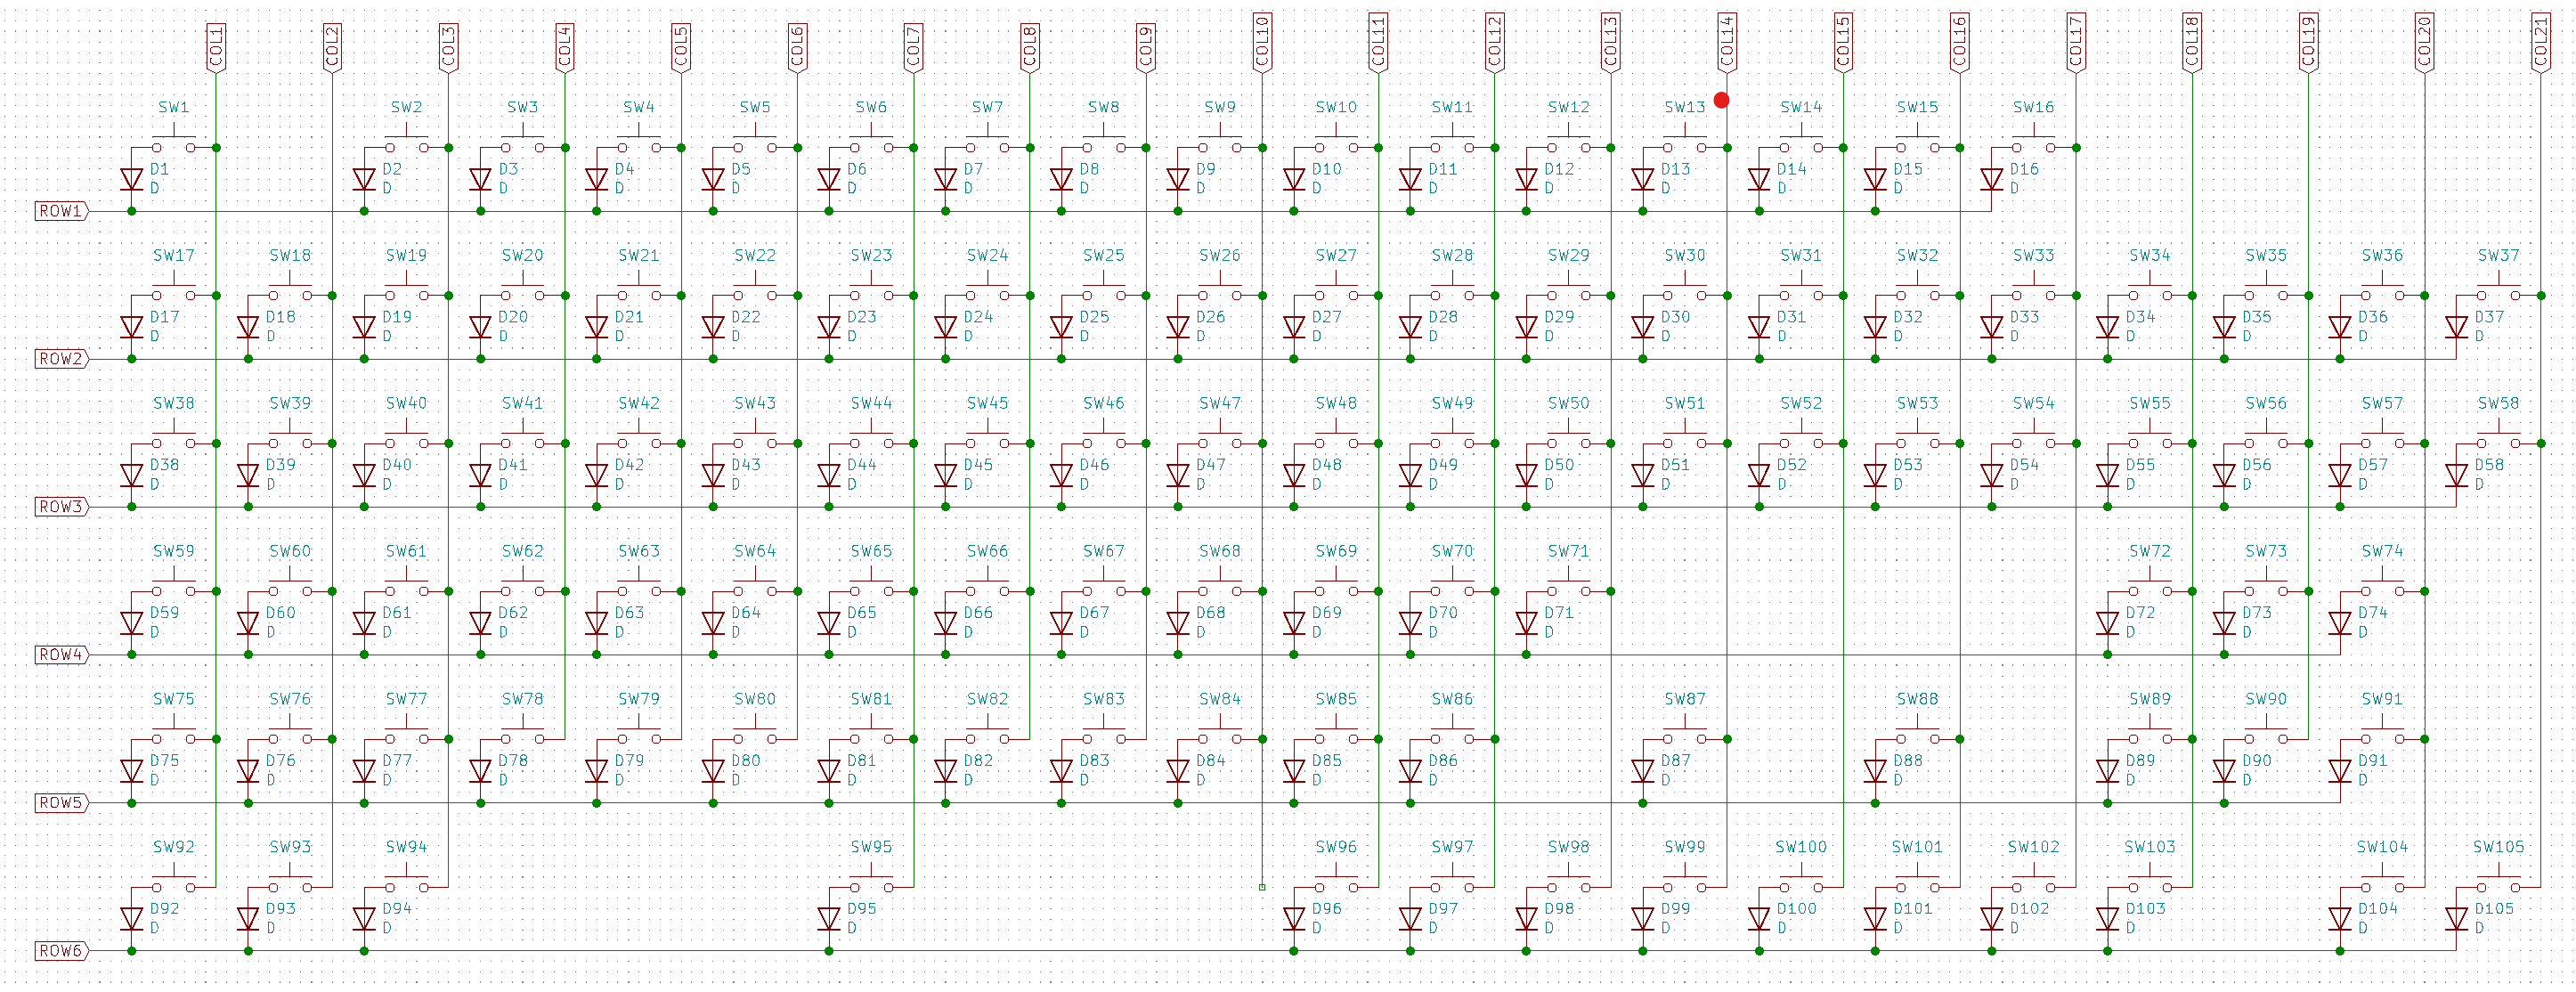 COL1 COL2 COL3 COL4 COL5 COL6 COL7 COL8 COL9 COL10 COL11 COL12 COL13 COL14 COL15 COL16 COL17 COL18 COL19 COL20 COL21
SW1 SW2 SW3 SW4 SW5 SW6 SW7 SW8 SW9 SW10 SW11 SW12 SW13 SW14 SW15 SW16
D1 D2 D3 D4 D5 D6 D7 D8 D9 D10 D11 D12 D13 D14 D15 D16
D D D D D D D D D D D D D D D D
ROW1
SW17 SW18 SW19 SW20 SW21 SW22 SW23 SW24 SW25 SW26 SW27 SW28 SW29 SW30 SW31 SW32 SW33 SW34 SW35 SW36 SW37
D17 D18 D19 D20 D21 D22 D23 D24 D25 D26 D27 D28 D29 D30 D31 D32 D33 D34 D35 D36 D37
D D D D D D D D D D D D D D D D D D D D D
ROW2
SW38 SW39 SW40 SW41 SW42 SW43 SW44 SW45 SW46 SW47 SW48 SW49 SW50 SW51 SW52 SW53 SW54 SW55 SW56 SW57 SW58
D38 D39 D40 D41 D42 D43 D44 D45 D46 D47 D48 D49 D50 D51 D52 D53 D54 D55 D56 D57 D58
D D D D D D D D D D D D D D D D D D D D D
ROW3
SW59 SW60 SW61 SW62 SW63 SW64 SW65 SW66 SW67 SW68 SW69 SW70 SW71 SW72 SW73 SW74
D59 D60 D61 D62 D63 D64 D65 D66 D67 D68 D69 D70 D71 D72 D73 D74
D D D D D D D D D D D D D D D D
ROW4
SW75 SW76 SW77 SW78 SW79 SW80 SW81 SW82 SW83 SW84 SW85 SW86 SW87 SW88 SW89 SW90 SW91
D75 D76 D77 D78 D79 D80 D81 D82 D83 D84 D85 D86 D87 D88 D89 D90 D91
D D D D D D D D D D D D D D D D D
ROW5
SW92 SW93 SW94 SW95 SW96 SW97 SW98 SW99 SW100 SW101 SW102 SW103 SW104 SW105
D92 D93 D94 D95 D96 D97 D98 D99 D100 D101 D102 D103 D104 D105
D D D D D D D D D D D D D D
ROW6